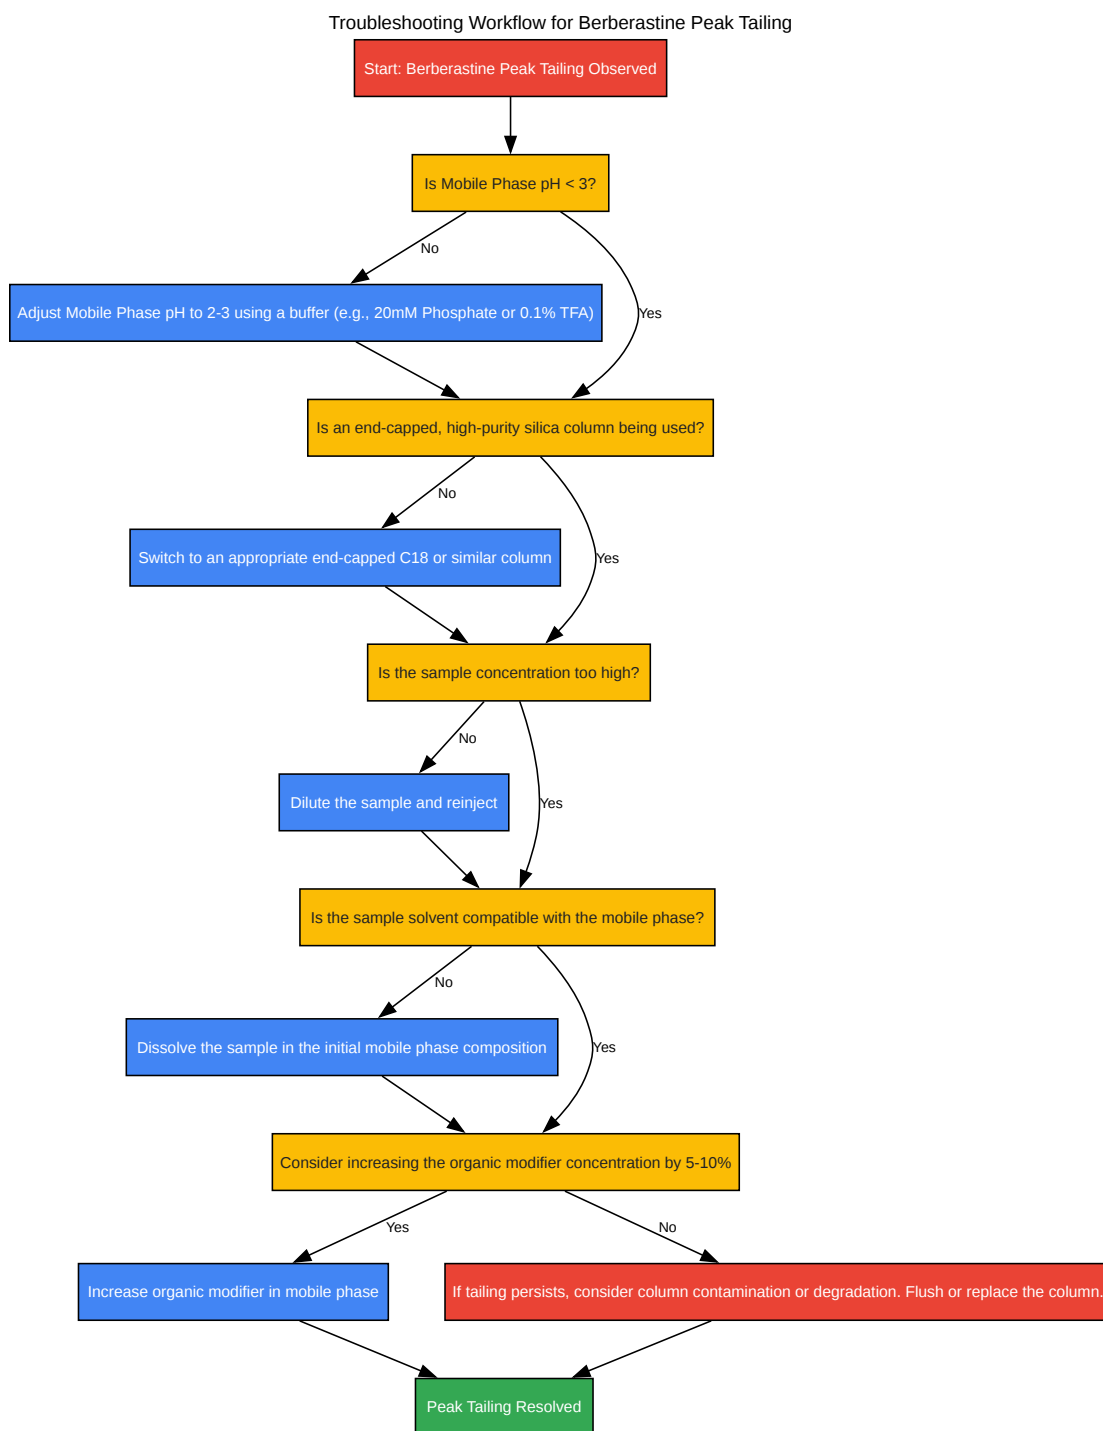 Troubleshooting Workflow for Berberastine Peak Tailing
Start: Berberastine Peak Tailing Observed
Is Mobile Phase pH < 3?
No
Yes
Adjust Mobile Phase pH to 2-3 using a buffer (e.g., 20mM Phosphate or 0.1% TFA)
Is an end-capped, high-purity silica column being used?
No
Yes
Switch to an appropriate end-capped C18 or similar column
Is the sample concentration too high?
No
Yes
Dilute the sample and reinject
Is the sample solvent compatible with the mobile phase?
No
Yes
Dissolve the sample in the initial mobile phase composition
Consider increasing the organic modifier concentration by 5-10%
Yes
No
Increase organic modifier in mobile phase
If tailing persists, consider column contamination or degradation. Flush or replace the column.
Peak Tailing Resolved